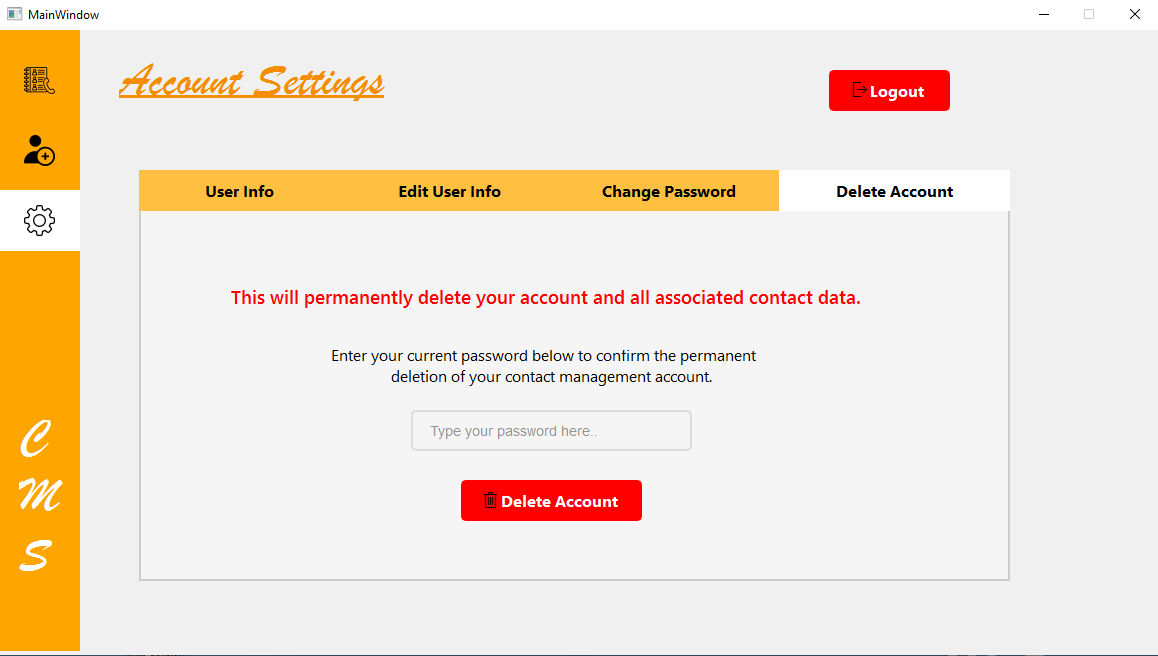 MainWindow
Account Settings
Logout
User Info
Edit User Info
Change Password
Delete Account
This will permanently delete your account and all associated contact data.
Enter your current password below to confirm the permanent
deletion of your contact management account.
Type your password here..
Delete Account
C
M
S